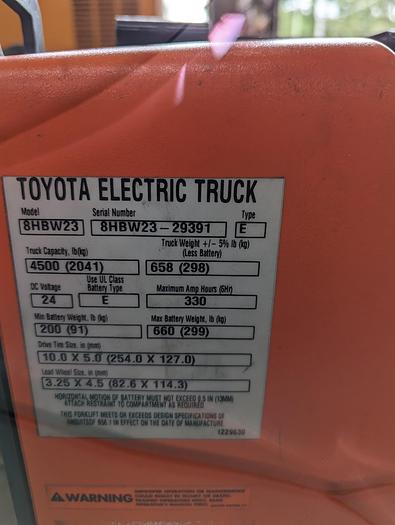 TOYOTA ELECTRIC TRUCK
Model Serial Number Type
8HBW23 8HBW23-29391 E
Truck Capacity, lb(kg) Truck Weight +/- 5% lb (kg)
(Less Battery)
4500 (2041) 658 (298)
DC Voltage Use UL Class Battery Type Maximum Amp Hours (6Hr)
24 E 330
Min Battery Weight, lb (kg) Max Battery Weight, lb (kg)
200 (91) 660 (299)
Drive Tire Size, in (mm)
10.0 X 5.0 (254.0 X 127.0)
Load Wheel Size, in (mm)
3.25 X 4.5 (82.6 X 114.3)
HORIZONTAL MOTION OF BATTERY MUST NOT EXCEED 0.5 IN (13MM)
ATTACH RESTRAINT TO COMPARTMENT AS REQUIRED
THIS FORKLIFT MEETS OR EXCEEDS DESIGN SPECIFICATIONS OF
IN EFFECT ON THE DATE OF MANUFACTURE
WARNING